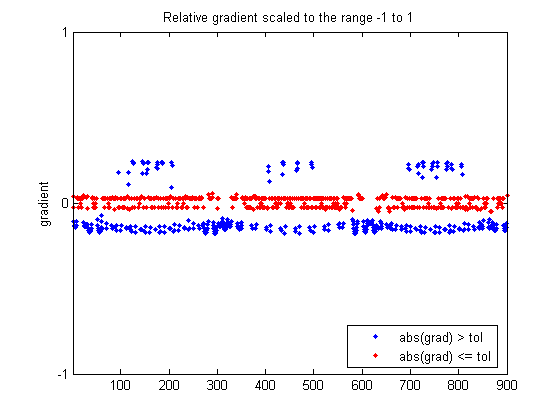 Relative gradient scaled to the range -1 to 1
1
0
-1
gradient
abs(grad) > tol
abs(grad) <= tol
100 200 300 400 500 600 700 800 900